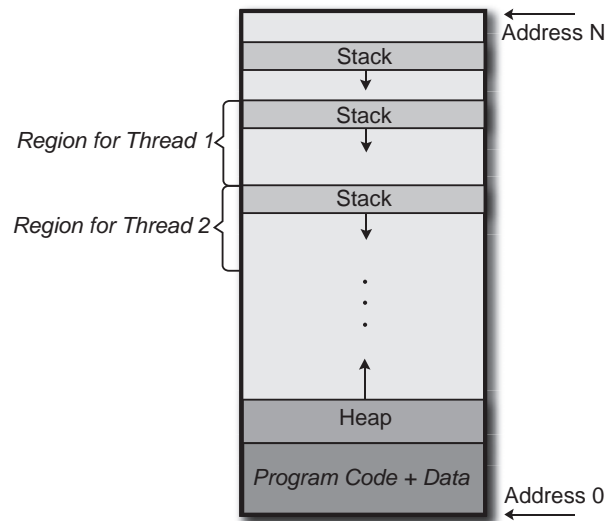 Address N
Stack
Stack
Region for Thread 1
Stack
Region for Thread 2
Heap
Program Code + Data
Address 0